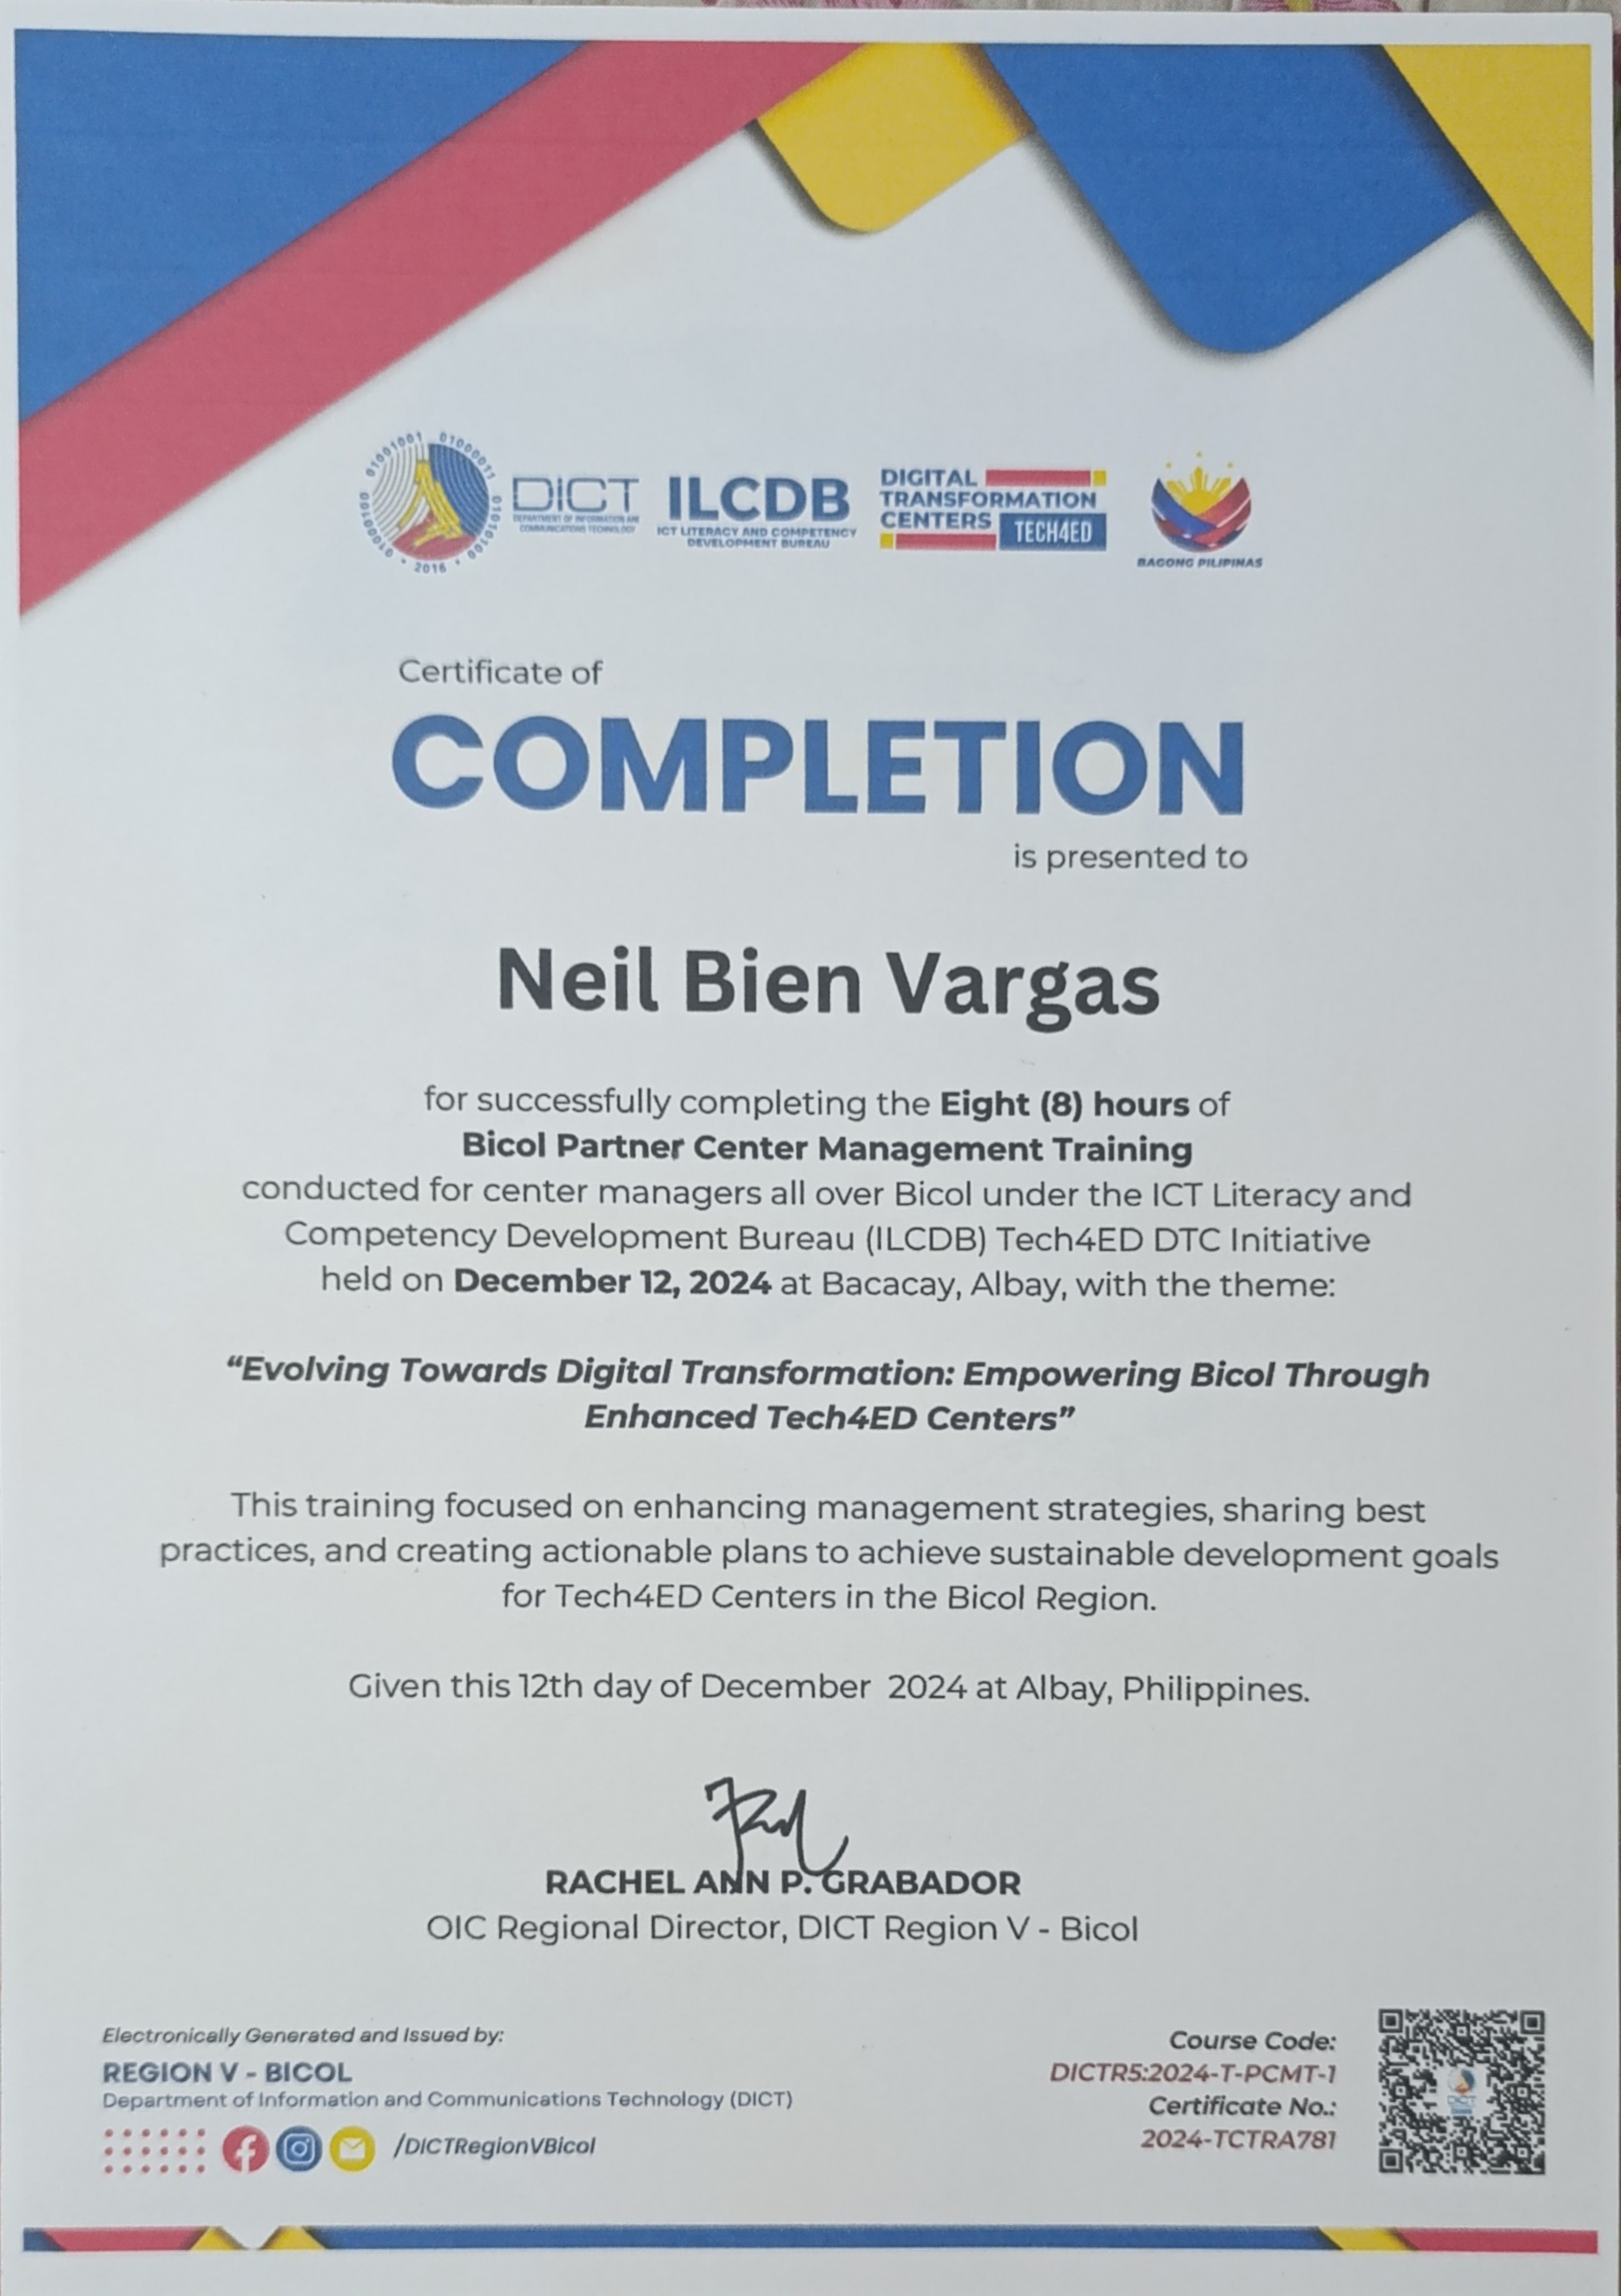 DICT
DEPARTMENT OF INFORMATION AND
COMMUNICATIONS TECHNOLOGY
2016
ILCDB
ICT LITERACY AND COMPETENCY
DEVELOPMENT BUREAU
DIGITAL
TRANSFORMATION
CENTERS TECH4ED
BAGONG PILIPINAS
Certificate of
COMPLETION
is presented to
Neil Bien Vargas
for successfully completing the Eight (8) hours of
Bicol Partner Center Management Training
conducted for center managers all over Bicol under the ICT Literacy and
Competency Development Bureau (ILCDB) Tech4ED DTC Initiative
held on December 12, 2024 at Bacacay, Albay, with the theme:
“Evolving Towards Digital Transformation: Empowering Bicol Through
Enhanced Tech4ED Centers”
This training focused on enhancing management strategies, sharing best
practices, and creating actionable plans to achieve sustainable development goals
for Tech4ED Centers in the Bicol Region.
Given this 12th day of December 2024 at Albay, Philippines.
RACHEL ANN P. GRABADOR
OIC Regional Director, DICT Region V - Bicol
Electronically Generated and Issued by:
REGION V - BICOL
Department of Information and Communications Technology (DICT)
/DICTRegionVBicol
Course Code:
DICTR5:2024-T-PCMT-1
Certificate No.:
2024-TCTRA781